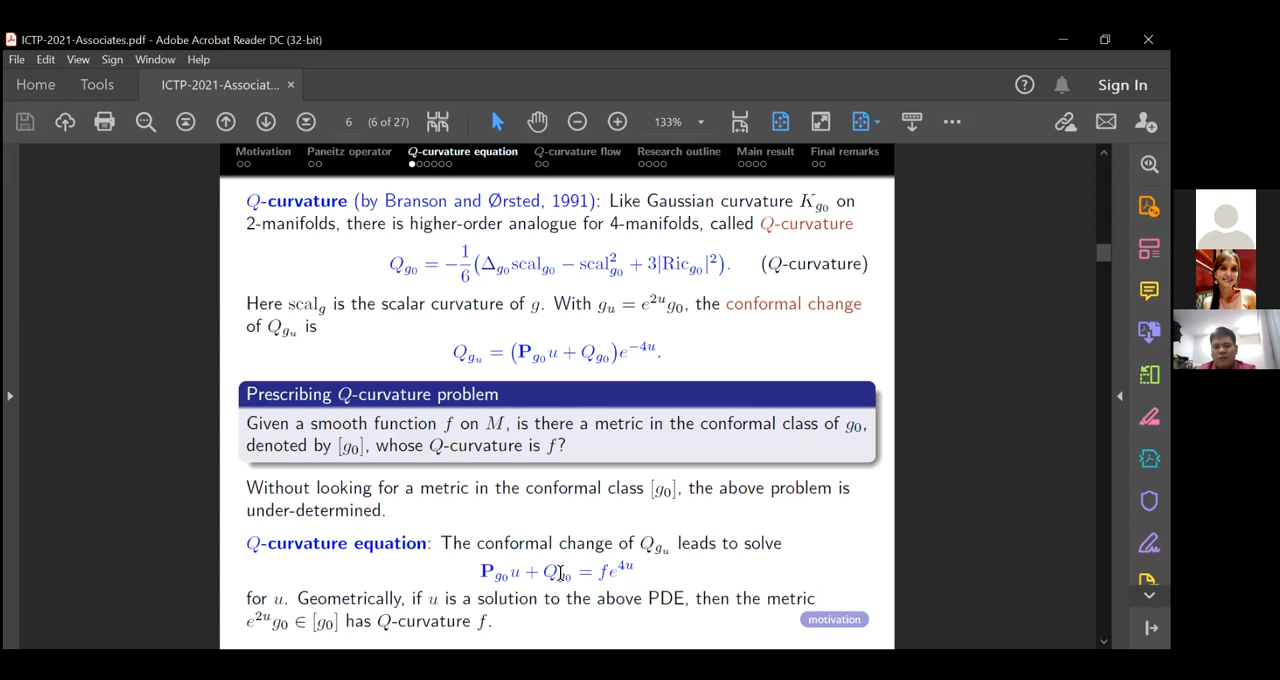 ICTP-2021-Associates.pdf - Adobe Acrobat Reader DC (32-bit)
File Edit View Sign Window Help
Home Tools ICTP-2021-Associat... × Sign In
6 (6 of 27) 133%
Motivation Paneitz operator Q-curvature equation Q-curvature flow Research outline Main result Final remarks
Q-curvature (by Branson and Ørsted, 1991): Like Gaussian curvature K_{g_0} on
2-manifolds, there is higher-order analogue for 4-manifolds, called Q-curvature
Q_{g_0} = -\frac{1}{6}(Δ_{g_0} scal_{g_0} − scal_{g_0}^2 + 3|Ric_{g_0}|^2). (Q-curvature)
Here scal_g is the scalar curvature of g. With g_u = e^{2u}g_0, the conformal change
of Q_{g_u} is
Q_{g_u} = (P_{g_0}u + Q_{g_0})e^{−4u}.
Prescribing Q-curvature problem
Given a smooth function f on M, is there a metric in the conformal class of g_0,
denoted by [g_0], whose Q-curvature is f?
Without looking for a metric in the conformal class [g_0], the above problem is
under-determined.
Q-curvature equation: The conformal change of Q_{g_u} leads to solve
P_{g_0}u + Q_{g_0} = fe^{4u}
for u. Geometrically, if u is a solution to the above PDE, then the metric
e^{2u}g_0 ∈ [g_0] has Q-curvature f.
motivation